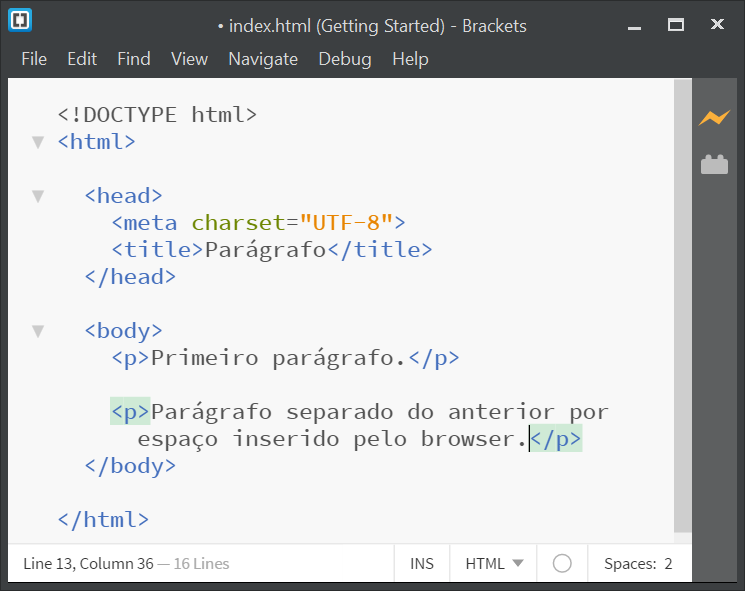 • index.html (Getting Started) - Brackets
File Edit Find View Navigate Debug Help
<!DOCTYPE html>
<html>
<head>
<meta charset="UTF-8">
<title>Parágrafo</title>
</head>
<body>
<p>Primeiro parágrafo.</p>
<p>Parágrafo separado do anterior por
espaço inserido pelo browser.</p>
</body>
</html>
Line 13, Column 36 — 16 Lines INS HTML Spaces: 2